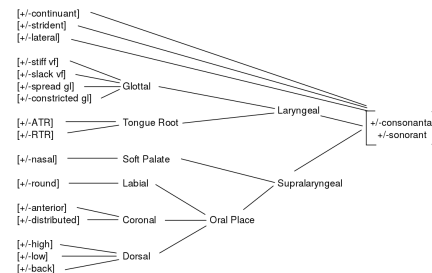 [+/-continuant]
[+/-strident]
[+/-lateral]
[+/-stiff vf]
[+/-slack vf]
[+/-spread gl]
[+/-constricted gl]
Glottal
Laryngeal
[+/-ATR]
[+/-RTR]
Tongue Root
+/-consonanta
+/-sonorant
[+/-nasal]
Soft Palate
[+/-round]
Labial
Supralaryngeal
[+/-anterior]
[+/-distributed]
Coronal
Oral Place
[+/-high]
[+/-low]
[+/-back]
Dorsal